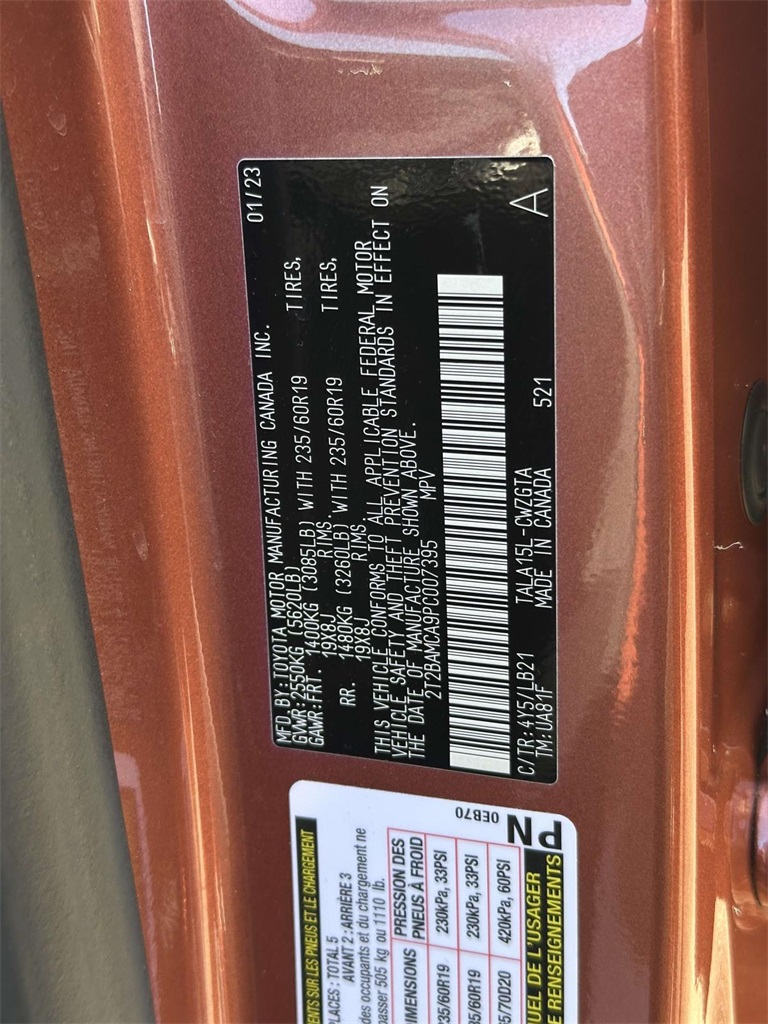 MFD. BY: TOYOTA MOTOR MANUFACTURING CANADA INC. 01/23
GVWR: 2550KG (5620LB)
GAWR: FRT. 1400KG (3085LB) WITH 235/60R19 TIRES,
19X8J RIMS,
RR. 1480KG (3260LB) WITH 235/60R19 TIRES,
19X8J RIMS,
THIS VEHICLE CONFORMS TO ALL APPLICABLE FEDERAL MOTOR
VEHICLE SAFETY AND THEFT PREVENTION STANDARDS IN EFFECT ON
THE DATE OF MANUFACTURE SHOWN ABOVE.
2T2BAMCA9PC007395 MPV
C/TR: 4Y5/LB21 TALA15L-CWZGTA
TM: UA81F MADE IN CANADA 521 A
MENTS SUR LES PNEUS ET LE CHARGEMENT
PLACES : TOTAL 5
AVANT 2 : ARRIÈRE 3
des occupants et du chargement ne
passer 505 kg ou 1110 lb.
DIMENSIONS PRESSION DES PNEUS À FROID
35/60R19 230kPa, 33PSI
35/60R19 230kPa, 33PSI
5/70D20 420kPa, 60PSI
0EB70
PN
UEL DE L'USAGER
E RENSEIGNEMENTS